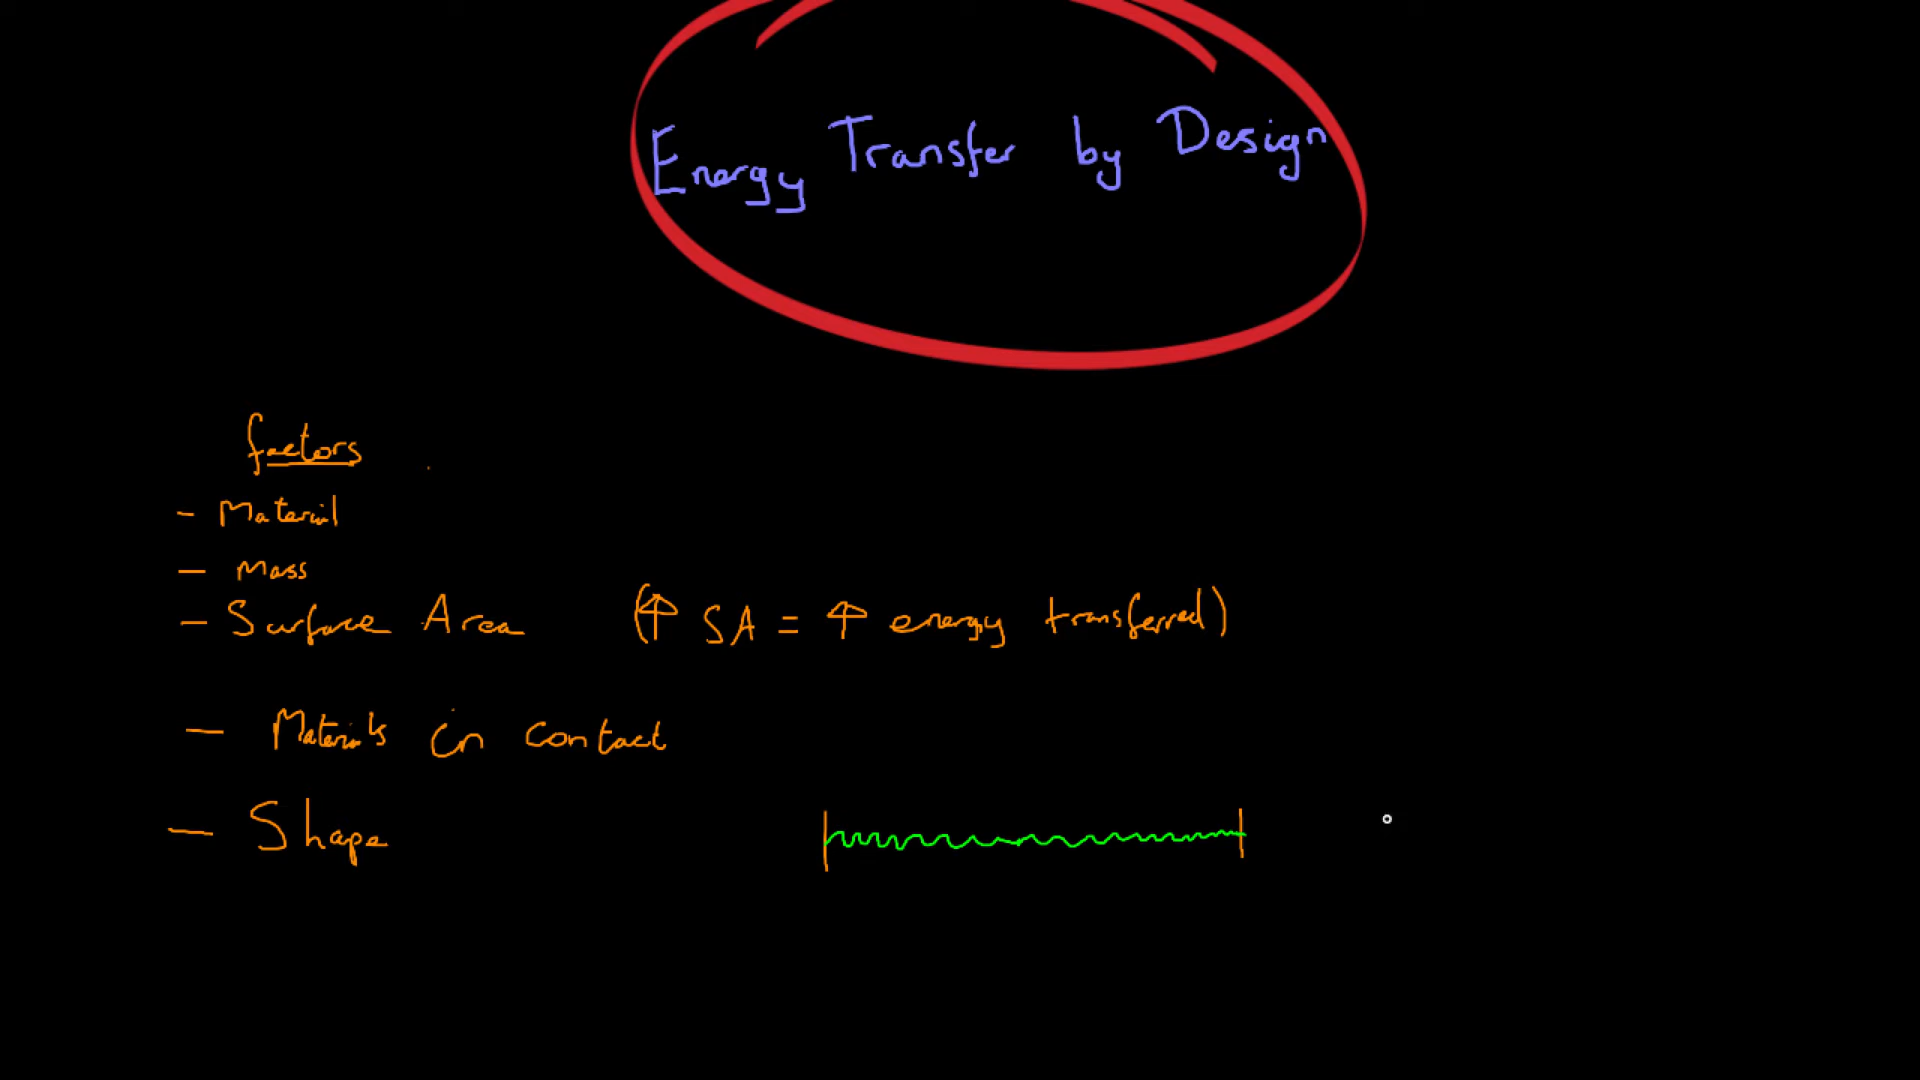 Energy Transfer by Design
factors
- Material
- Mass
- Surface Area (↑ SA = ↑ energy transferred)
- Materials in contact
- Shape